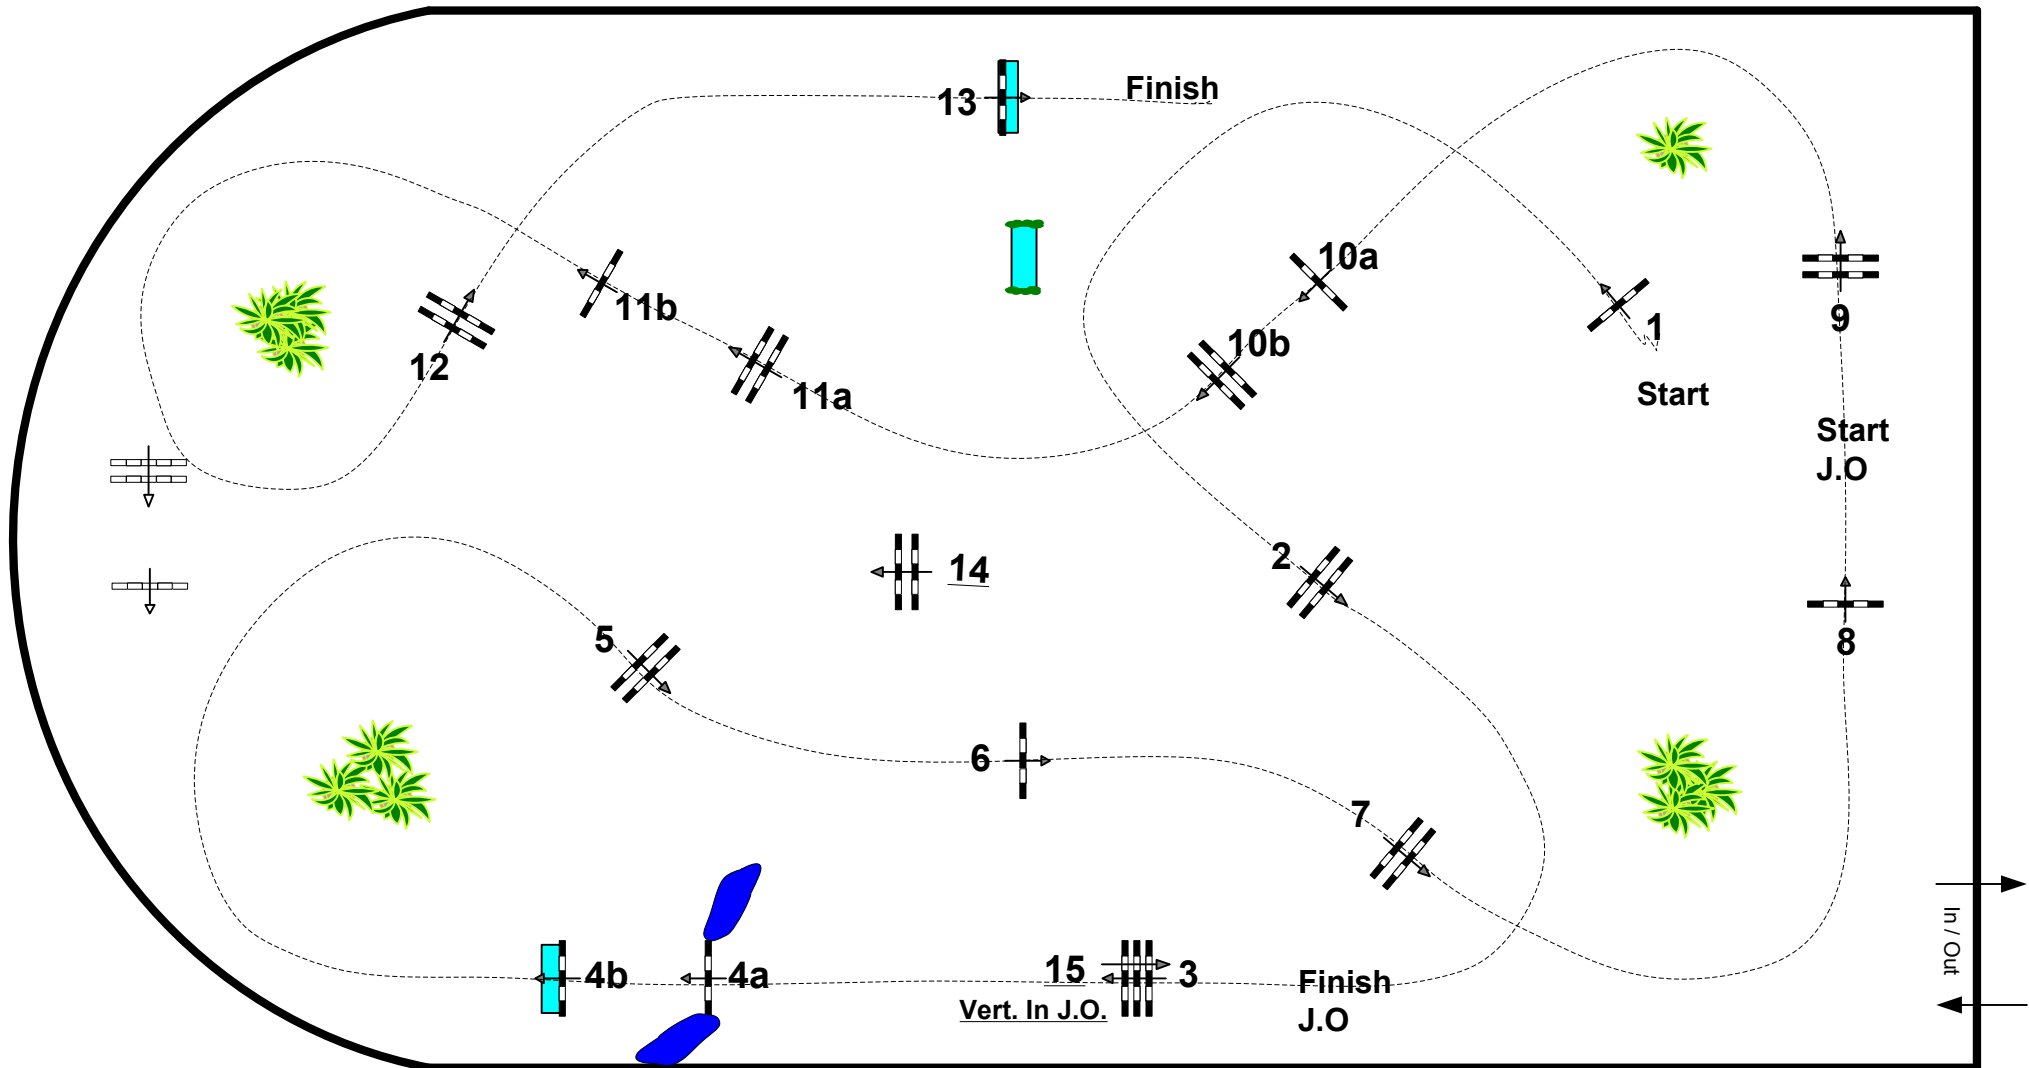 13
Finish
10a
11b
10b
1
9
12
11a
Start
Start
J.O
2
14
5
8
6
7
In / Out
4b
4a
15
3
Vert. In J.O.
Finish
J.O